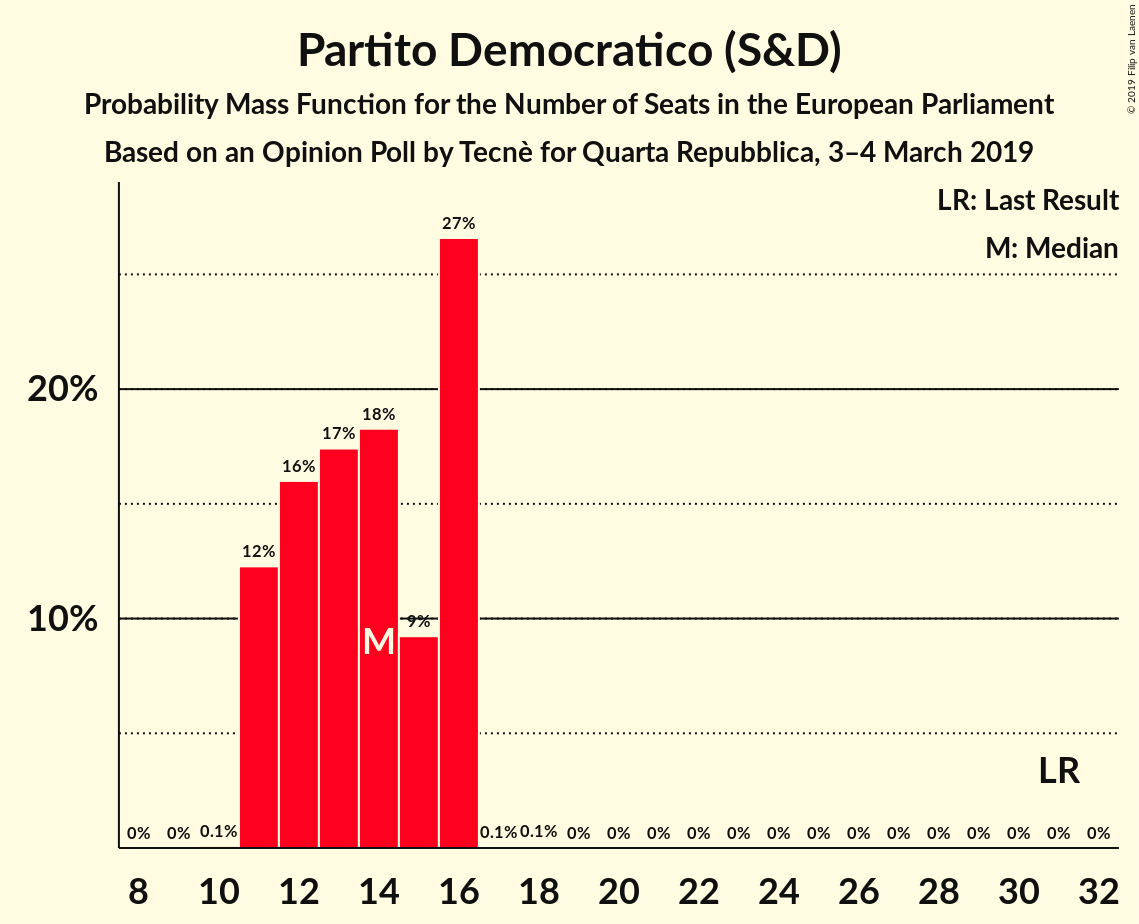 Partito Democratico (S&D)
Probability Mass Function for the Number of Seats in the European Parliament
Based on an Opinion Poll by Tecnè for Quarta Repubblica, 3–4 March 2019
© 2019 Filip van Laenen
LR: Last Result
M: Median
27%
20%
18%
17%
16%
12%
10%
9%
M
LR
0% 0% 0.1% 0.1% 0.1% 0% 0% 0% 0% 0% 0% 0% 0% 0% 0% 0% 0% 0% 0%
8 10 12 14 16 18 20 22 24 26 28 30 32